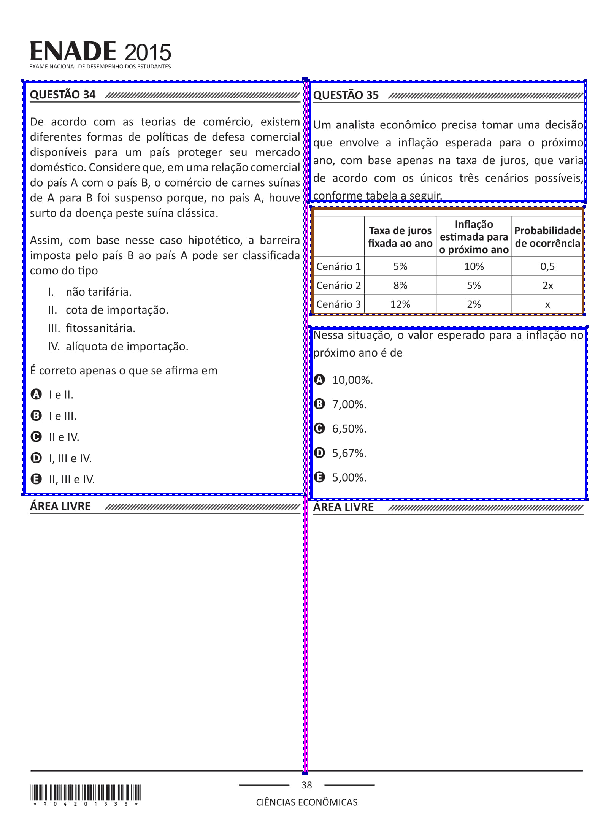 ENADE 2015
EXAME NACIONAL DE DESEMPENHO DOS ESTUDANTES
QUESTÃO 34
De acordo com as teorias de comércio, existem
diferentes formas de políticas de defesa comercial
disponíveis para um país proteger seu mercado
doméstico. Considere que, em uma relação comercial
do país A com o país B, o comércio de carnes suínas
de A para B foi suspenso porque, no país A, houve
surto da doença peste suína clássica.
Assim, com base nesse caso hipotético, a barreira
imposta pelo país B ao país A pode ser classificada
como do tipo
I. não tarifária.
II. cota de importação.
III. fitossanitária.
IV. alíquota de importação.
É correto apenas o que se afirma em
A I e II.
B I e III.
C II e IV.
D I, III e IV.
E II, III e IV.
ÁREA LIVRE
QUESTÃO 35
Um analista econômico precisa tomar uma decisão
que envolve a inflação esperada para o próximo
ano, com base apenas na taxa de juros, que varia
de acordo com os únicos três cenários possíveis,
conforme tabela a seguir.
Taxa de juros fixada ao ano Inflação estimada para o próximo ano Probabilidade de ocorrência
Cenário 1 5% 10% 0,5
Cenário 2 8% 5% 2x
Cenário 3 12% 2% x
Nessa situação, o valor esperado para a inflação no
próximo ano é de
A 10,00%.
B 7,00%.
C 6,50%.
D 5,67%.
E 5,00%.
ÁREA LIVRE
38
CIÊNCIAS ECONÔMICAS